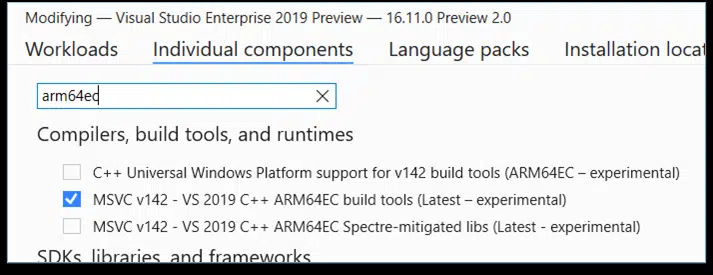 Modifying — Visual Studio Enterprise 2019 Preview — 16.11.0 Preview 2.0
Workloads Individual components Language packs Installation locat
arm64ec
Compilers, build tools, and runtimes
C++ Universal Windows Platform support for v142 build tools (ARM64EC – experimental)
MSVC v142 - VS 2019 C++ ARM64EC build tools (Latest – experimental)
MSVC v142 - VS 2019 C++ ARM64EC Spectre-mitigated libs (Latest - experimental)
SDKs, libraries, and frameworks